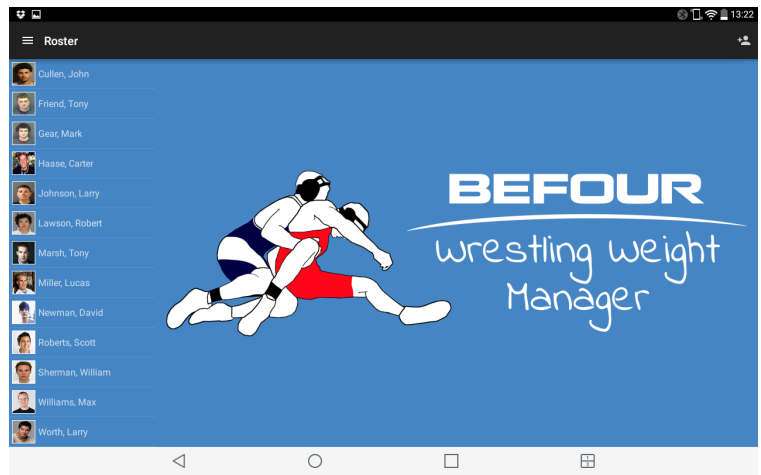 13:22
Roster
Cullen, John
Friend, Tony
Gear, Mark
Haase, Carter
Johnson, Larry
Lawson, Robert
Marsh, Tony
Miller, Lucas
Newman, David
Roberts, Scott
Sherman, William
Williams, Max
Worth, Larry
BEFOUR
Wrestling Weight
Manager